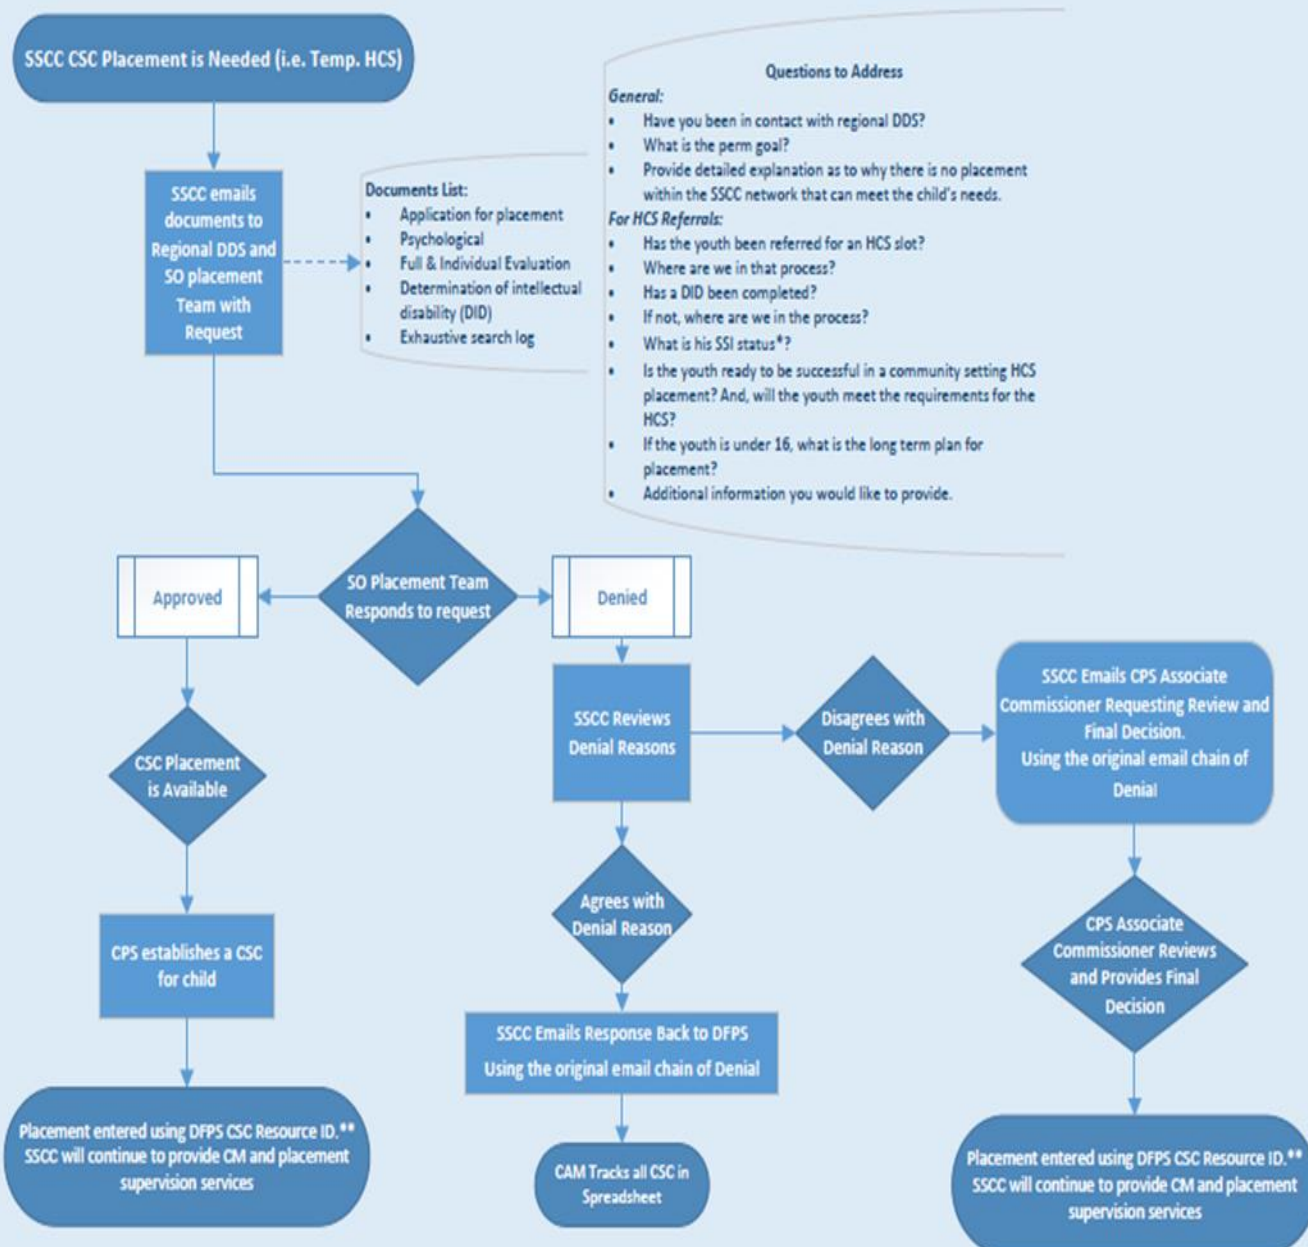 SSCC CSC Placement is Needed (i.e. Temp. HCS)
SSCC emails
documents to
Regional DDS and
SO placement
Team with
Request
Documents List:
• Application for placement
• Psychological
• Full & Individual Evaluation
• Determination of intellectual
disability (DID)
• Exhaustive search log
Questions to Address
General:
• Have you been in contact with regional DDS?
• What is the perm goal?
• Provide detailed explanation as to why there is no placement
within the SSCC network that can meet the child's needs.
For HCS Referrals:
• Has the youth been referred for an HCS slot?
• Where are we in that process?
• Has a DID been completed?
• If not, where are we in the process?
• What is his SSI status*?
• Is the youth ready to be successful in a community setting HCS
placement? And, will the youth meet the requirements for the
HCS?
• If the youth is under 16, what is the long term plan for
placement?
• Additional information you would like to provide.
SO Placement Team
Responds to request
Approved
Denied
CSC Placement
is Available
CPS establishes a CSC
for child
Placement entered using DFPS CSC Resource ID.**
SSCC will continue to provide CM and placement
supervision services
SSCC Reviews
Denial Reasons
Agrees with
Denial Reason
SSCC Emails Response Back to DFPS
Using the original email chain of Denial
CAM Tracks all CSC in
Spreadsheet
Disagrees with
Denial Reason
SSCC Emails CPS Associate
Commissioner Requesting Review and
Final Decision.
Using the original email chain of
Denial
CPS Associate
Commissioner Reviews
and Provides Final
Decision
Placement entered using DFPS CSC Resource ID.**
SSCC will continue to provide CM and placement
supervision services